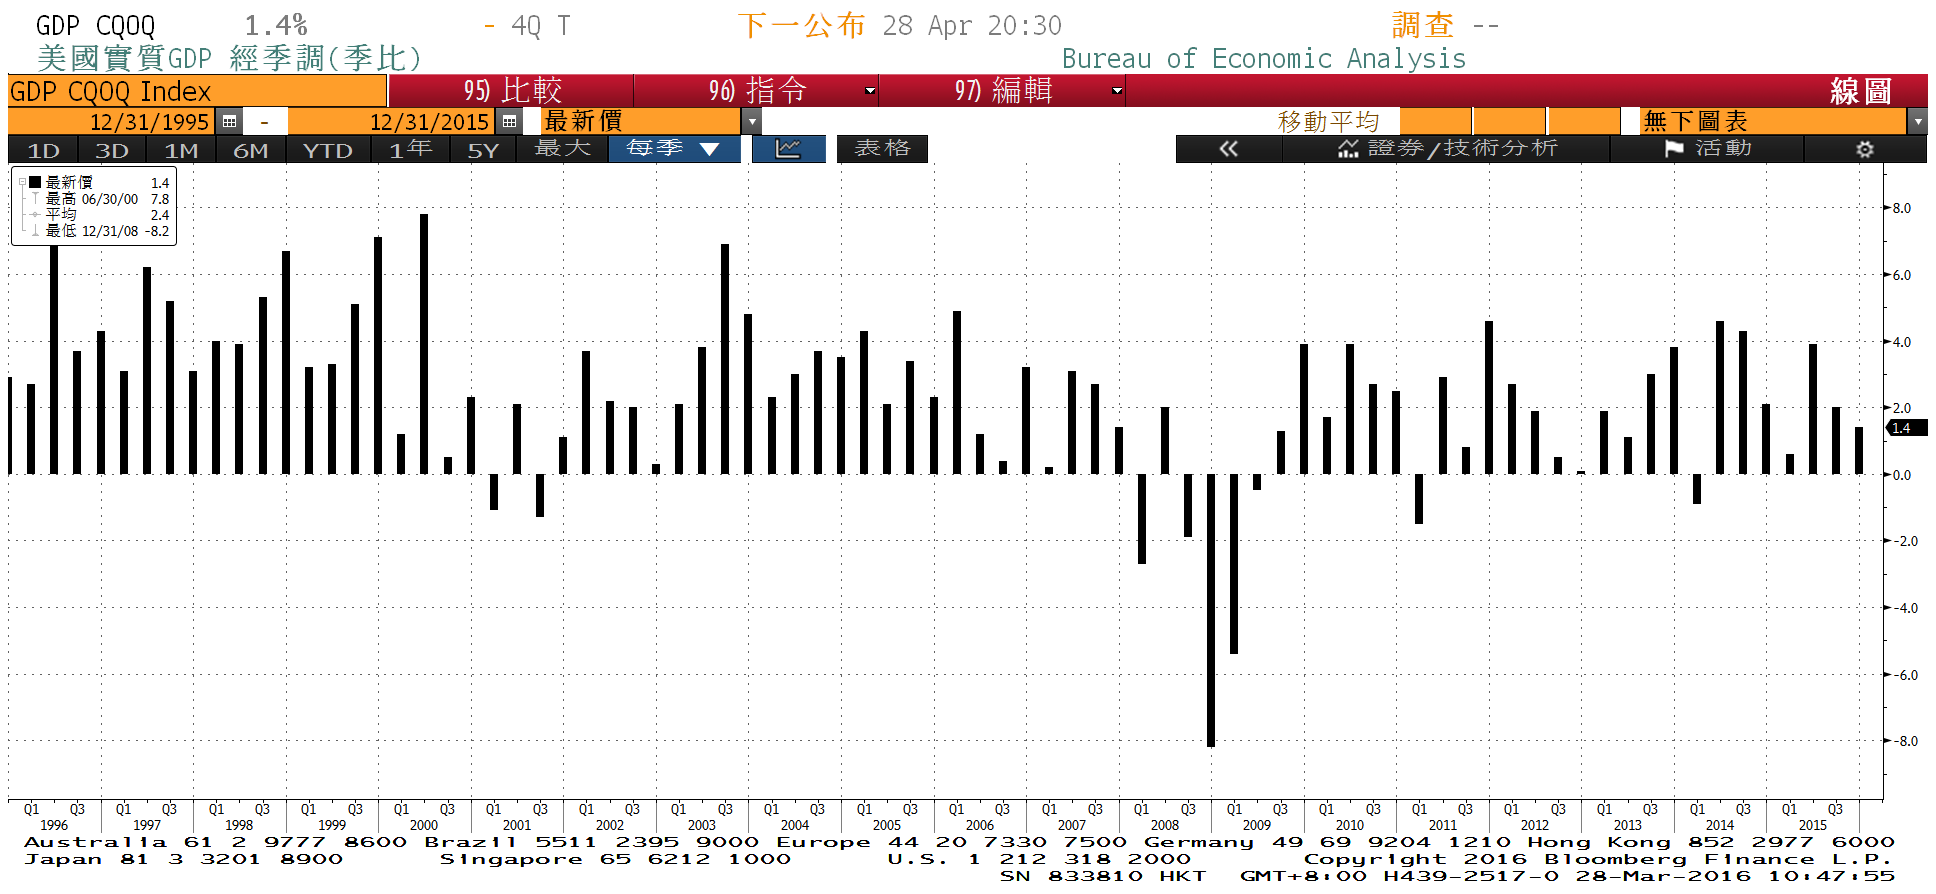 GDP CQOQ 1.4% - 4Q T 下一公布 28 Apr 20:30 調查 --
美國實質GDP 經季調(季比) Bureau of Economic Analysis
GDP CQOQ Index 95) 比較 96) 指令 97) 編輯 線圖
12/31/1995 - 12/31/2015 最新價 移動平均 無下圖表
1D 3D 1M 6M YTD 1年 5Y 最大 每季 表格 證券/技術分析 活動
最新價 1.4
最高 06/30/00 7.8
平均 2.4
最低 12/31/08 -8.2
8.0
6.0
4.0
2.0
1.4
0.0
-2.0
-4.0
-6.0
-8.0
Q1 Q3 Q1 Q3 Q1 Q3 Q1 Q3 Q1 Q3 Q1 Q3 Q1 Q3 Q1 Q3 Q1 Q3 Q1 Q3 Q1 Q3 Q1 Q3 Q1 Q3 Q1 Q3 Q1 Q3 Q1 Q3 Q1 Q3 Q1 Q3 Q1 Q3 Q1 Q3
1996 1997 1998 1999 2000 2001 2002 2003 2004 2005 2006 2007 2008 2009 2010 2011 2012 2013 2014 2015
Australia 61 2 9777 8600 Brazil 5511 2395 9000 Europe 44 20 7330 7500 Germany 49 69 9204 1210 Hong Kong 852 2977 6000
Japan 81 3 3201 8900 Singapore 65 6212 1000 U.S. 1 212 318 2000 Copyright 2016 Bloomberg Finance L.P.
SN 833810 HKT GMT+8:00 H439-2517-0 28-Mar-2016 10:47:55